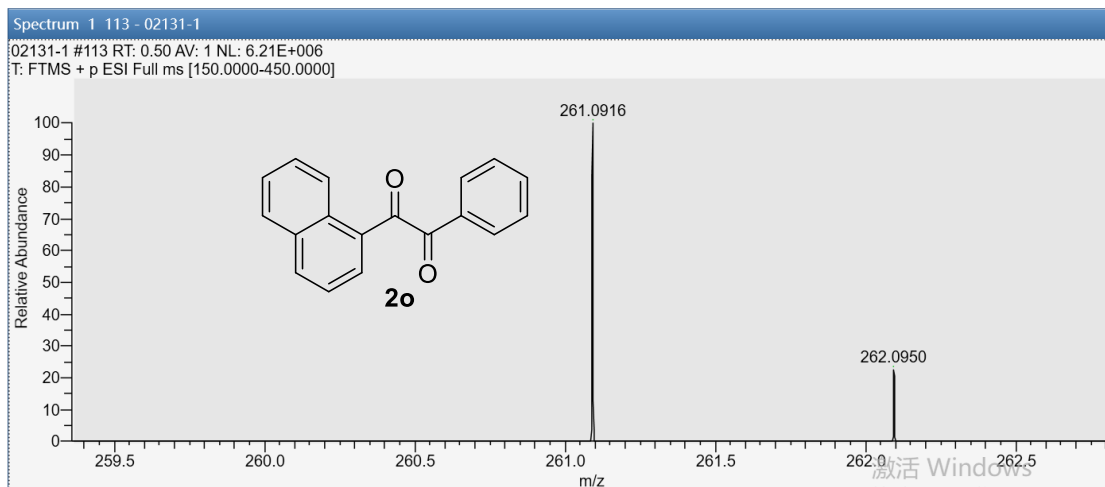 Spectrum 1 113 - 02131-1
02131-1 #113 RT: 0.50 AV: 1 NL: 6.21E+006
T: FTMS + p ESI Full ms [150.0000-450.0000]
261.0916
100
90
80
70
60
50
40
30
20
10
0
Relative Abundance
O
O
2o
262.0950
259.5 260.0 260.5 261.0 261.5 262.0 262.5
m/z
激活 Windows